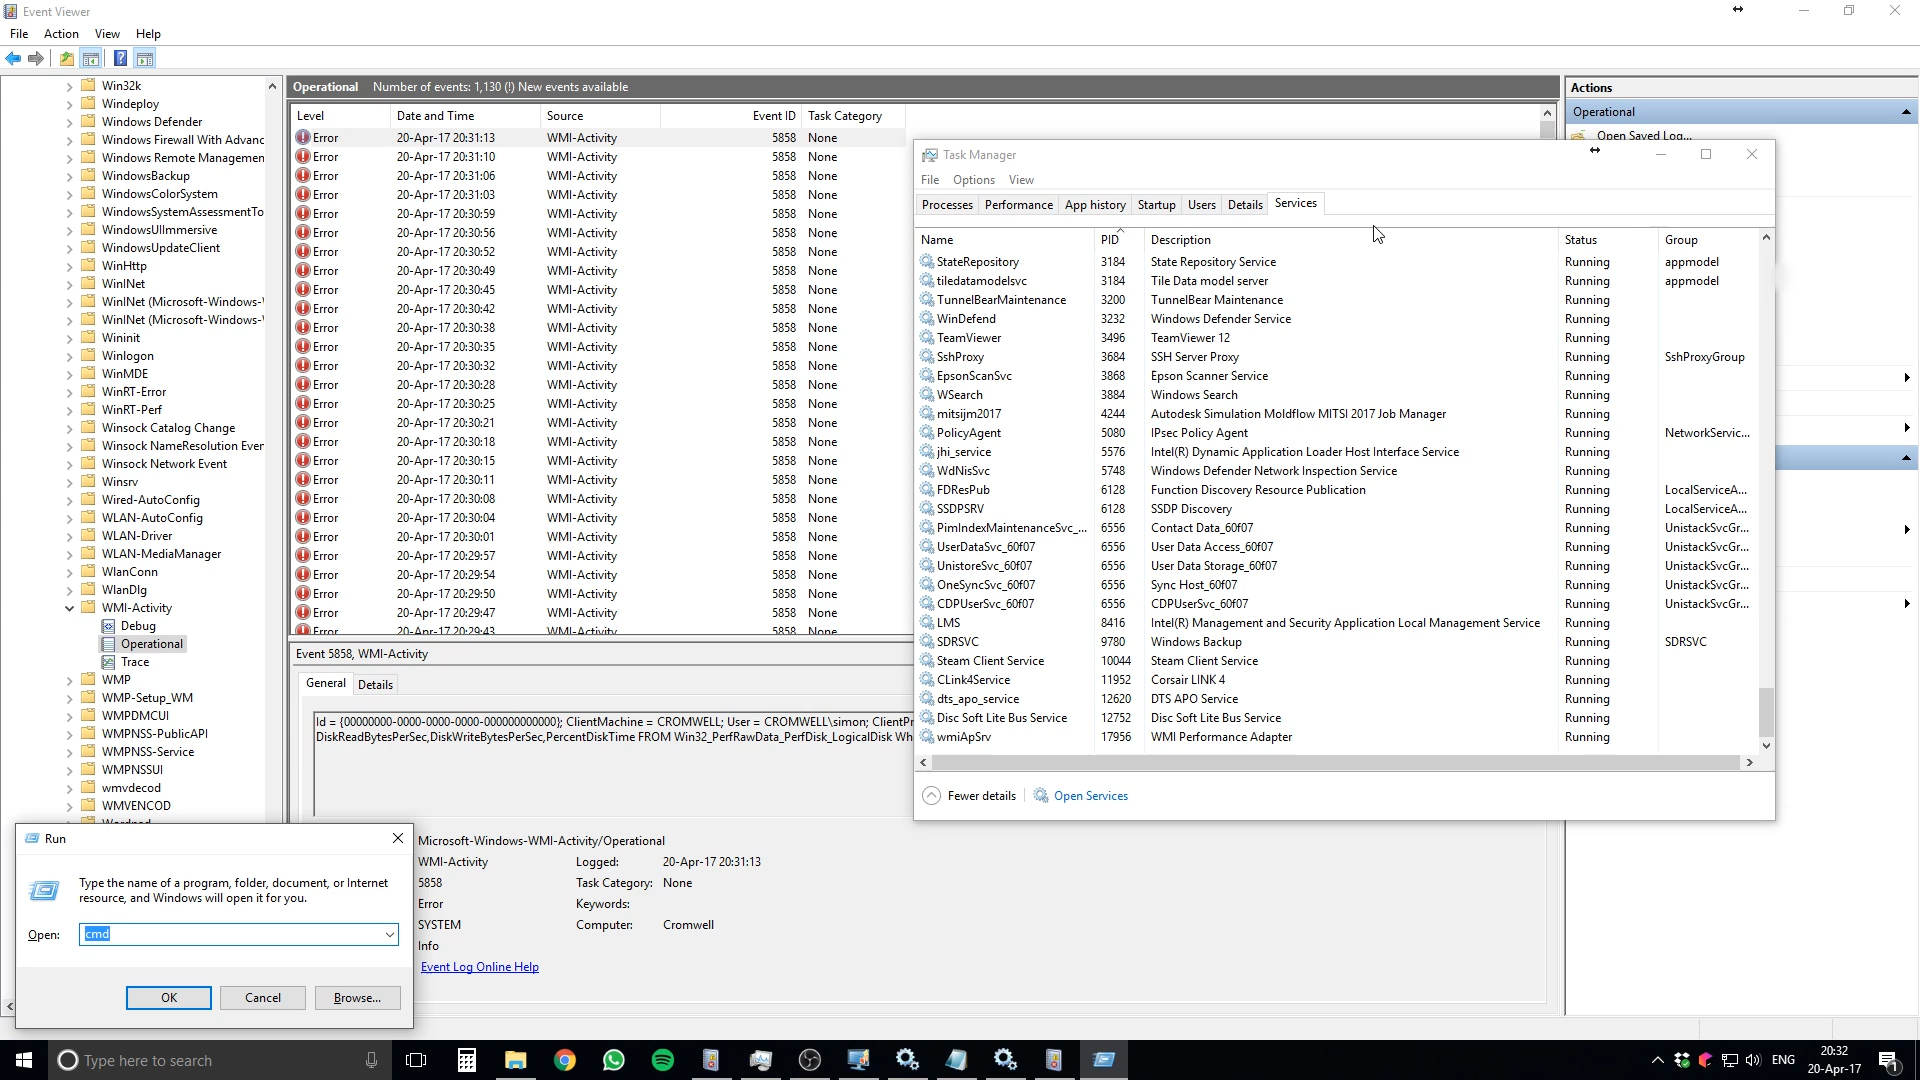 Event Viewer
File Action View Help
Win32k
Windeploy
Windows Defender
Windows Firewall With Advanc
Windows Remote Managemen
WindowsBackup
WindowsColorSystem
WindowsSystemAssessmentTo
WindowsUIImmersive
WindowsUpdateClient
WinHttp
WinINet
WinINet (Microsoft-Windows-
WinINet (Microsoft-Windows-
Wininit
Winlogon
WinMDE
WinRT-Error
WinRT-Perf
Winsock Catalog Change
Winsock NameResolution Ever
Winsock Network Event
Winsrv
Wired-AutoConfig
WLAN-AutoConfig
WLAN-Driver
WLAN-MediaManager
WlanConn
WlanDlg
WMI-Activity
Debug
Operational
Trace
WMP
WMP-Setup_WM
WMPDMCUI
WMPNSS-PublicAPI
WMPNSS-Service
WMPNSSUI
wmvdecod
WMVENCOD
Operational Number of events: 1,130 (!) New events available
Level Date and Time Source Event ID Task Category
Error 20-Apr-17 20:31:13 WMI-Activity 5858 None
Error 20-Apr-17 20:31:10 WMI-Activity 5858 None
Error 20-Apr-17 20:31:06 WMI-Activity 5858 None
Error 20-Apr-17 20:31:03 WMI-Activity 5858 None
Error 20-Apr-17 20:30:59 WMI-Activity 5858 None
Error 20-Apr-17 20:30:56 WMI-Activity 5858 None
Error 20-Apr-17 20:30:52 WMI-Activity 5858 None
Error 20-Apr-17 20:30:49 WMI-Activity 5858 None
Error 20-Apr-17 20:30:45 WMI-Activity 5858 None
Error 20-Apr-17 20:30:42 WMI-Activity 5858 None
Error 20-Apr-17 20:30:38 WMI-Activity 5858 None
Error 20-Apr-17 20:30:35 WMI-Activity 5858 None
Error 20-Apr-17 20:30:32 WMI-Activity 5858 None
Error 20-Apr-17 20:30:28 WMI-Activity 5858 None
Error 20-Apr-17 20:30:25 WMI-Activity 5858 None
Error 20-Apr-17 20:30:21 WMI-Activity 5858 None
Error 20-Apr-17 20:30:18 WMI-Activity 5858 None
Error 20-Apr-17 20:30:15 WMI-Activity 5858 None
Error 20-Apr-17 20:30:11 WMI-Activity 5858 None
Error 20-Apr-17 20:30:08 WMI-Activity 5858 None
Error 20-Apr-17 20:30:04 WMI-Activity 5858 None
Error 20-Apr-17 20:30:01 WMI-Activity 5858 None
Error 20-Apr-17 20:29:57 WMI-Activity 5858 None
Error 20-Apr-17 20:29:54 WMI-Activity 5858 None
Error 20-Apr-17 20:29:50 WMI-Activity 5858 None
Error 20-Apr-17 20:29:47 WMI-Activity 5858 None
Error 20-Apr-17 20:29:43 WMI-Activity 5858 None
Event 5858, WMI-Activity
General Details
Id = {00000000-0000-0000-0000-000000000000}; ClientMachine = CROMWELL; User = CROMWELL\simon; ClientPr
DiskReadBytesPerSec,DiskWriteBytesPerSec,PercentDiskTime FROM Win32_PerfRawData_PerfDisk_LogicalDisk Wh
Microsoft-Windows-WMI-Activity/Operational
WMI-Activity Logged: 20-Apr-17 20:31:13
5858 Task Category: None
Error Keywords:
SYSTEM Computer: Cromwell
Info
Event Log Online Help
Actions
Operational
Open Saved Log...
Task Manager
File Options View
Processes Performance App history Startup Users Details Services
Name PID Description Status Group
StateRepository 3184 State Repository Service Running appmodel
tiledatamodelsvc 3184 Tile Data model server Running appmodel
TunnelBearMaintenance 3200 TunnelBear Maintenance Running
WinDefend 3232 Windows Defender Service Running
TeamViewer 3496 TeamViewer 12 Running
SshProxy 3684 SSH Server Proxy Running SshProxyGroup
EpsonScanSvc 3868 Epson Scanner Service Running
WSearch 3884 Windows Search Running
mitsijm2017 4244 Autodesk Simulation Moldflow MITSI 2017 Job Manager Running
PolicyAgent 5080 IPsec Policy Agent Running NetworkServic...
jhi_service 5576 Intel(R) Dynamic Application Loader Host Interface Service Running
WdNisSvc 5748 Windows Defender Network Inspection Service Running
FDResPub 6128 Function Discovery Resource Publication Running LocalServiceA...
SSDPSRV 6128 SSDP Discovery Running LocalServiceA...
PimIndexMaintenanceSvc_... 6556 Contact Data_60f07 Running UnistackSvcGr...
UserDataSvc_60f07 6556 User Data Access_60f07 Running UnistackSvcGr...
UnistoreSvc_60f07 6556 User Data Storage_60f07 Running UnistackSvcGr...
OneSyncSvc_60f07 6556 Sync Host_60f07 Running UnistackSvcGr...
CDPUserSvc_60f07 6556 CDPUserSvc_60f07 Running UnistackSvcGr...
LMS 8416 Intel(R) Management and Security Application Local Management Service Running
SDRSVC 9780 Windows Backup Running SDRSVC
Steam Client Service 10044 Steam Client Service Running
CLink4Service 11952 Corsair LINK 4 Running
dts_apo_service 12620 DTS APO Service Running
Disc Soft Lite Bus Service 12752 Disc Soft Lite Bus Service Running
wmiApSrv 17956 WMI Performance Adapter Running
Fewer details Open Services
Run
Type the name of a program, folder, document, or Internet
resource, and Windows will open it for you.
Open: cmd
OK Cancel Browse...
Type here to search
ENG
20:32
20-Apr-17
1